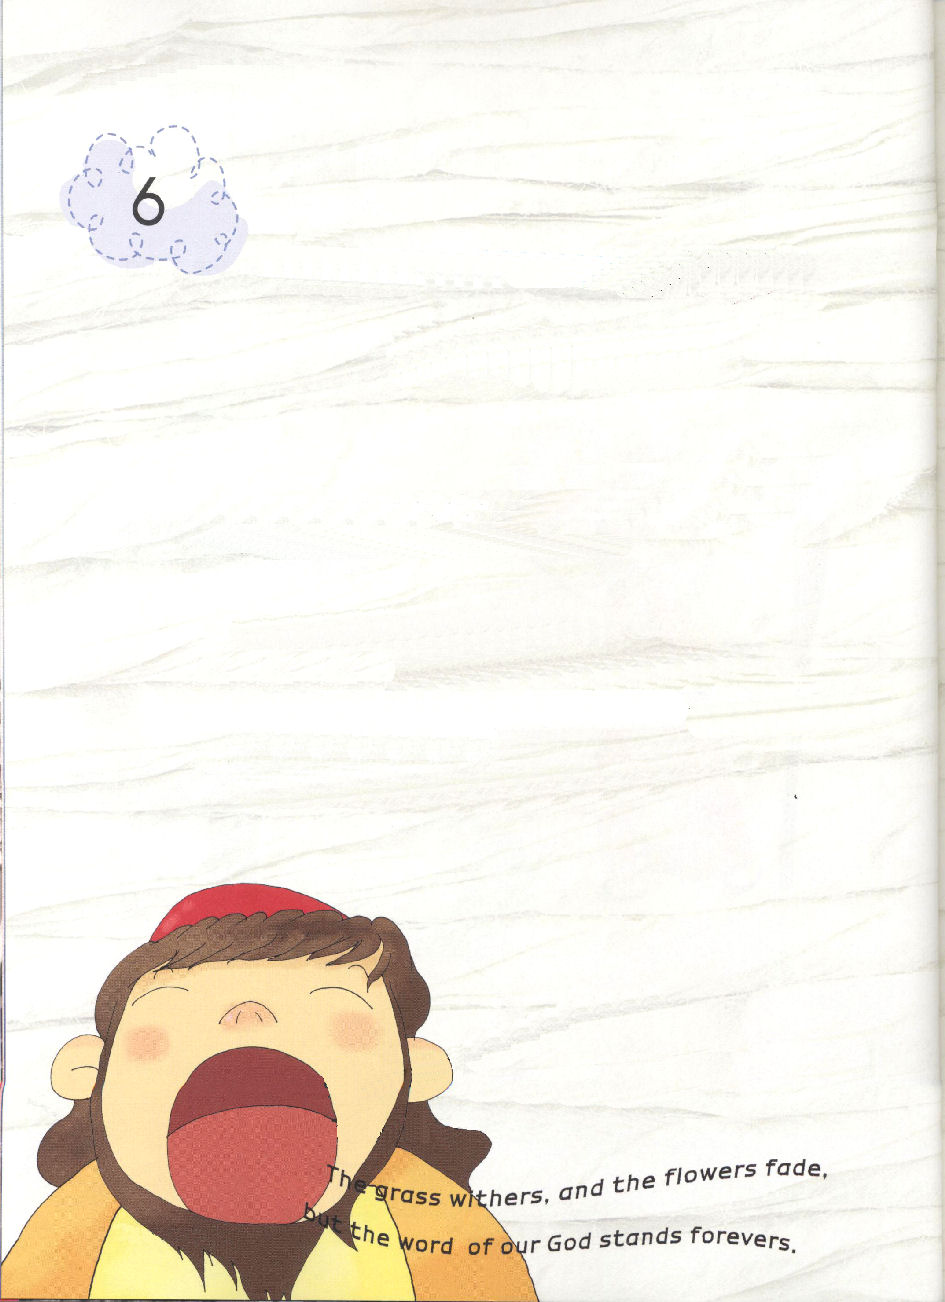 6
The grass withers, and the flowers fade,
but the word of our God stands forevers.